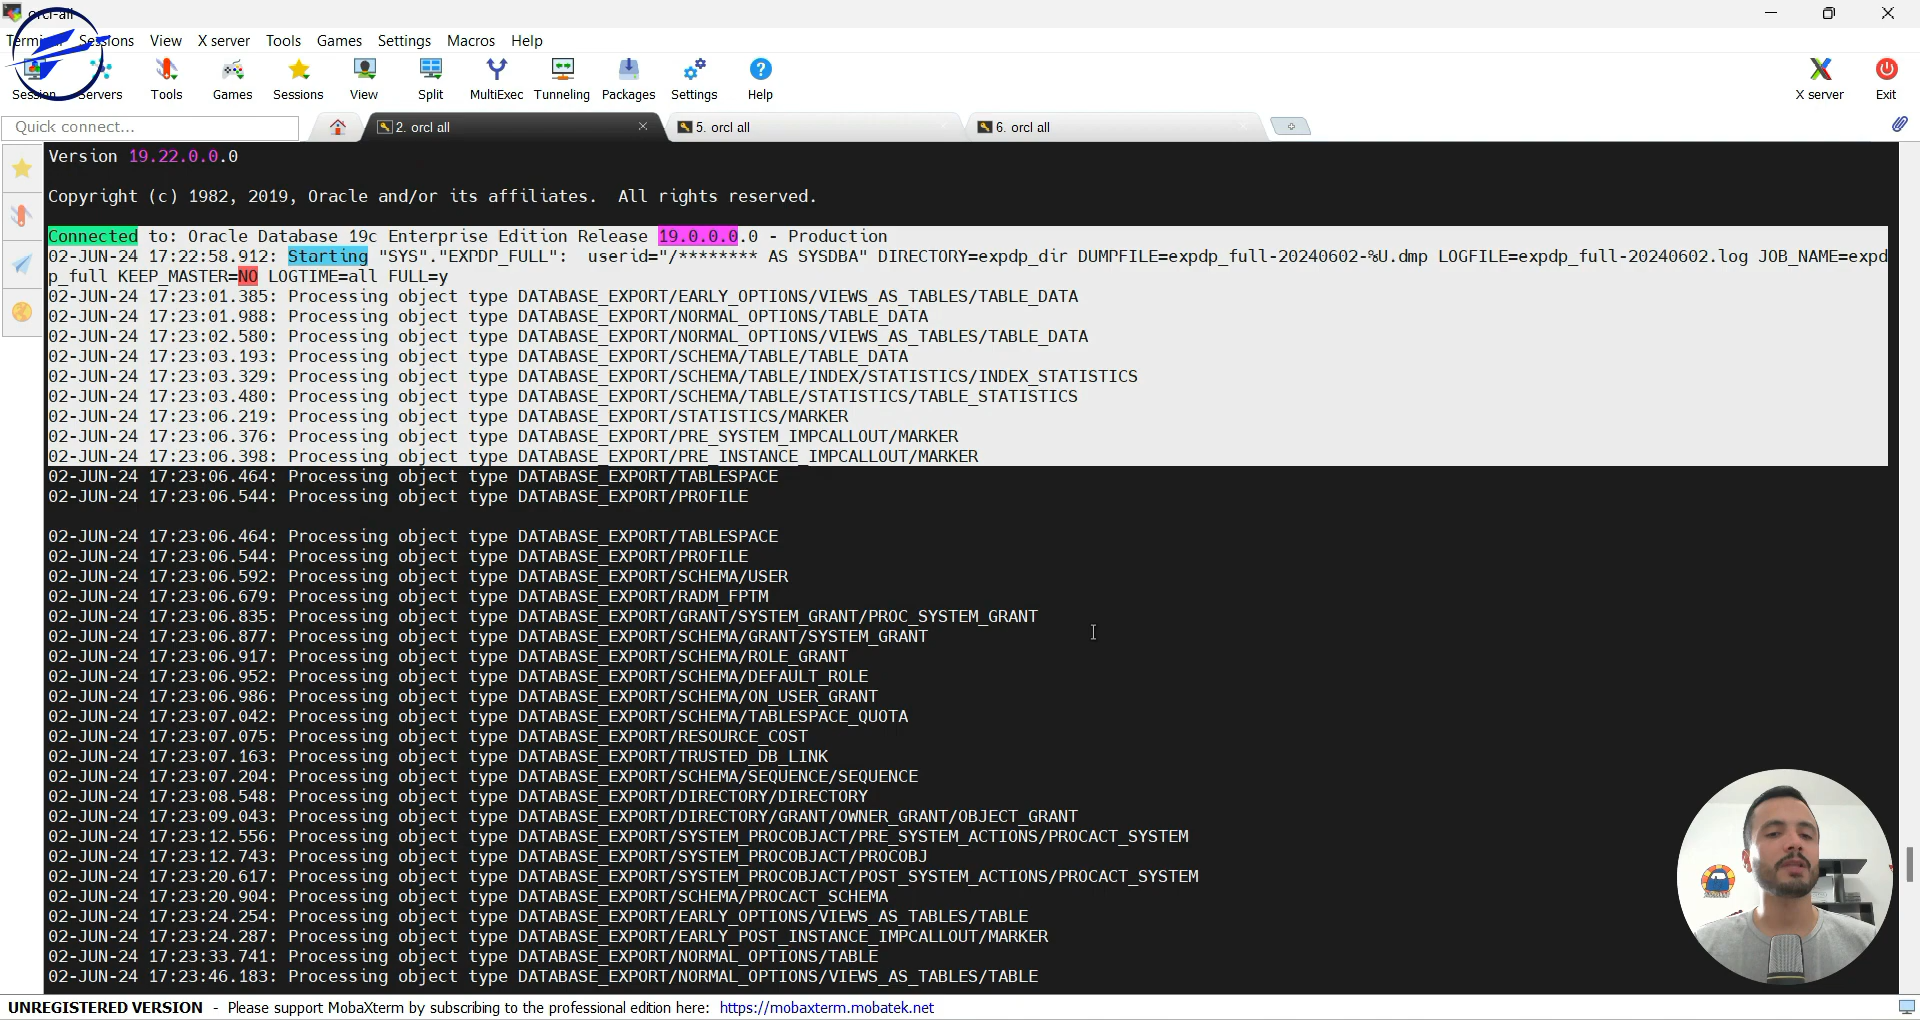 orcl-all
Terminal Sessions View X server Tools Games Settings Macros Help
Session Servers Tools Games Sessions View Split MultiExec Tunneling Packages Settings Help X server Exit
Quick connect... 2. orcl all 5. orcl all 6. orcl all
Version 19.22.0.0.0
Copyright (c) 1982, 2019, Oracle and/or its affiliates.  All rights reserved.
Connected to: Oracle Database 19c Enterprise Edition Release 19.0.0.0.0 - Production
02-JUN-24 17:22:58.912: Starting "SYS"."EXPDP_FULL":  userid="/******** AS SYSDBA" DIRECTORY=expdp_dir DUMPFILE=expdp_full-20240602-%U.dmp LOGFILE=expdp_full-20240602.log JOB_NAME=expd
p_full KEEP_MASTER=NO LOGTIME=all FULL=y
02-JUN-24 17:23:01.385: Processing object type DATABASE_EXPORT/EARLY_OPTIONS/VIEWS_AS_TABLES/TABLE_DATA
02-JUN-24 17:23:01.988: Processing object type DATABASE_EXPORT/NORMAL_OPTIONS/TABLE_DATA
02-JUN-24 17:23:02.580: Processing object type DATABASE_EXPORT/NORMAL_OPTIONS/VIEWS_AS_TABLES/TABLE_DATA
02-JUN-24 17:23:03.193: Processing object type DATABASE_EXPORT/SCHEMA/TABLE/TABLE_DATA
02-JUN-24 17:23:03.329: Processing object type DATABASE_EXPORT/SCHEMA/TABLE/INDEX/STATISTICS/INDEX_STATISTICS
02-JUN-24 17:23:03.480: Processing object type DATABASE_EXPORT/SCHEMA/TABLE/STATISTICS/TABLE_STATISTICS
02-JUN-24 17:23:06.219: Processing object type DATABASE_EXPORT/STATISTICS/MARKER
02-JUN-24 17:23:06.376: Processing object type DATABASE_EXPORT/PRE_SYSTEM_IMPCALLOUT/MARKER
02-JUN-24 17:23:06.398: Processing object type DATABASE_EXPORT/PRE_INSTANCE_IMPCALLOUT/MARKER
02-JUN-24 17:23:06.464: Processing object type DATABASE_EXPORT/TABLESPACE
02-JUN-24 17:23:06.544: Processing object type DATABASE_EXPORT/PROFILE
02-JUN-24 17:23:06.464: Processing object type DATABASE_EXPORT/TABLESPACE
02-JUN-24 17:23:06.544: Processing object type DATABASE_EXPORT/PROFILE
02-JUN-24 17:23:06.592: Processing object type DATABASE_EXPORT/SCHEMA/USER
02-JUN-24 17:23:06.679: Processing object type DATABASE_EXPORT/RADM_FPTM
02-JUN-24 17:23:06.835: Processing object type DATABASE_EXPORT/GRANT/SYSTEM_GRANT/PROC_SYSTEM_GRANT
02-JUN-24 17:23:06.877: Processing object type DATABASE_EXPORT/SCHEMA/GRANT/SYSTEM_GRANT
02-JUN-24 17:23:06.917: Processing object type DATABASE_EXPORT/SCHEMA/ROLE_GRANT
02-JUN-24 17:23:06.952: Processing object type DATABASE_EXPORT/SCHEMA/DEFAULT_ROLE
02-JUN-24 17:23:06.986: Processing object type DATABASE_EXPORT/SCHEMA/ON_USER_GRANT
02-JUN-24 17:23:07.042: Processing object type DATABASE_EXPORT/SCHEMA/TABLESPACE_QUOTA
02-JUN-24 17:23:07.075: Processing object type DATABASE_EXPORT/RESOURCE_COST
02-JUN-24 17:23:07.163: Processing object type DATABASE_EXPORT/TRUSTED_DB_LINK
02-JUN-24 17:23:07.204: Processing object type DATABASE_EXPORT/SCHEMA/SEQUENCE/SEQUENCE
02-JUN-24 17:23:08.548: Processing object type DATABASE_EXPORT/DIRECTORY/DIRECTORY
02-JUN-24 17:23:09.043: Processing object type DATABASE_EXPORT/DIRECTORY/GRANT/OWNER_GRANT/OBJECT_GRANT
02-JUN-24 17:23:12.556: Processing object type DATABASE_EXPORT/SYSTEM_PROCOBJACT/PRE_SYSTEM_ACTIONS/PROCACT_SYSTEM
02-JUN-24 17:23:12.743: Processing object type DATABASE_EXPORT/SYSTEM_PROCOBJACT/PROCOBJ
02-JUN-24 17:23:20.617: Processing object type DATABASE_EXPORT/SYSTEM_PROCOBJACT/POST_SYSTEM_ACTIONS/PROCACT_SYSTEM
02-JUN-24 17:23:20.904: Processing object type DATABASE_EXPORT/SCHEMA/PROCACT_SCHEMA
02-JUN-24 17:23:24.254: Processing object type DATABASE_EXPORT/EARLY_OPTIONS/VIEWS_AS_TABLES/TABLE
02-JUN-24 17:23:24.287: Processing object type DATABASE_EXPORT/EARLY_POST_INSTANCE_IMPCALLOUT/MARKER
02-JUN-24 17:23:33.741: Processing object type DATABASE_EXPORT/NORMAL_OPTIONS/TABLE
02-JUN-24 17:23:46.183: Processing object type DATABASE_EXPORT/NORMAL_OPTIONS/VIEWS_AS_TABLES/TABLE
UNREGISTERED VERSION - Please support MobaXterm by subscribing to the professional edition here: https://mobaxterm.mobatek.net